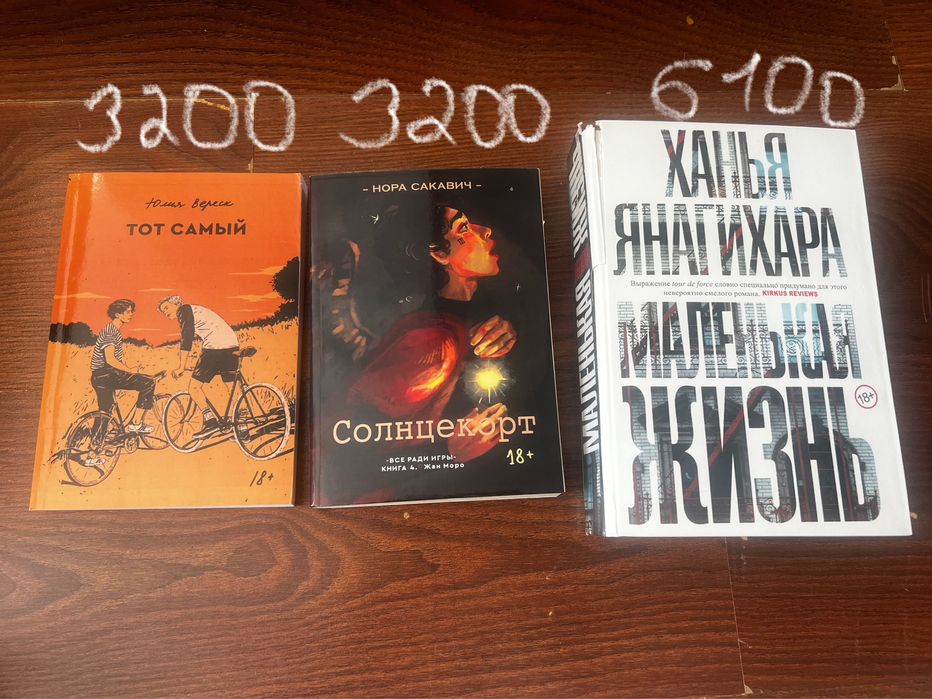 3200 3200 6100
Юлия Вереск
ТОТ САМЫЙ
18+
- НОРА САКАВИЧ -
Солнцекорт
-ВСЕ РАДИ ИГРЫ-
КНИГА 4. Жан Моро
18+
ХАНЬЯ
ЯНАГИХАРА
Выражение tour de force словно специально придумано для этого
невероятно смелого романа. KIRKUS REVIEWS
МАЛЕНЬКАЯ
ЖИЗНЬ
18+